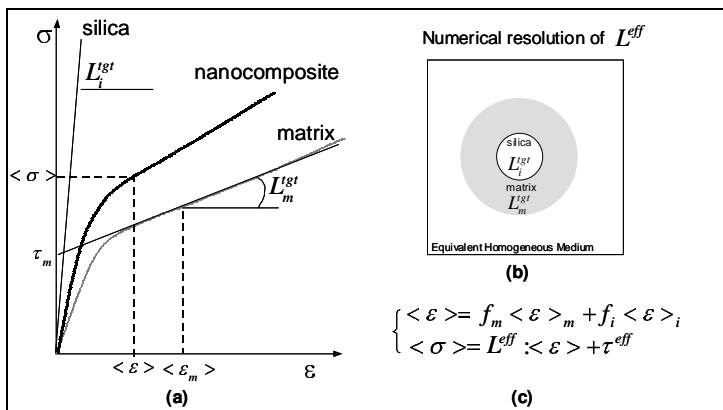 σ
silica
L_i^{tgt}
nanocomposite
matrix
< σ >
L_m^{tgt}
τ_m
< ε >
< ε_m >
ε
(a)
Numerical resolution of L^{eff}
silica
L_i^{tgt}
matrix
L_m^{tgt}
Equivalent Homogeneous Medium
(b)
< ε >= f_m < ε >_m + f_i < ε >_i
< σ >= L^{eff} :< ε > +τ^{eff}
(c)